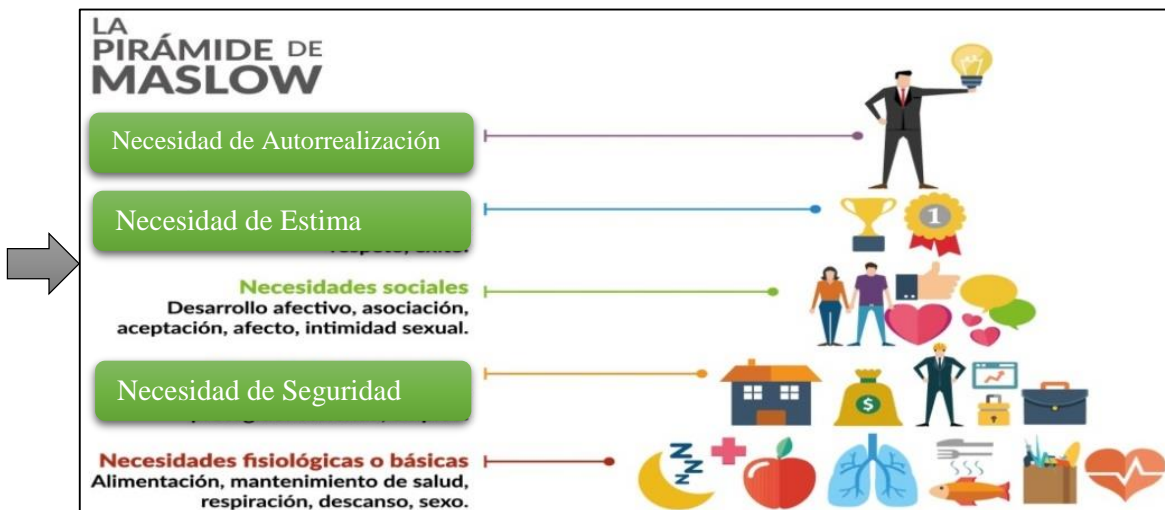 LA
PIRÁMIDE DE
MASLOW
Necesidad de Autorrealización
Necesidad de Estima
Necesidades sociales
Desarrollo afectivo, asociación,
aceptación, afecto, intimidad sexual.
Necesidad de Seguridad
Necesidades fisiológicas o básicas
Alimentación, mantenimiento de salud,
respiración, descanso, sexo.
1
$
N
N
N